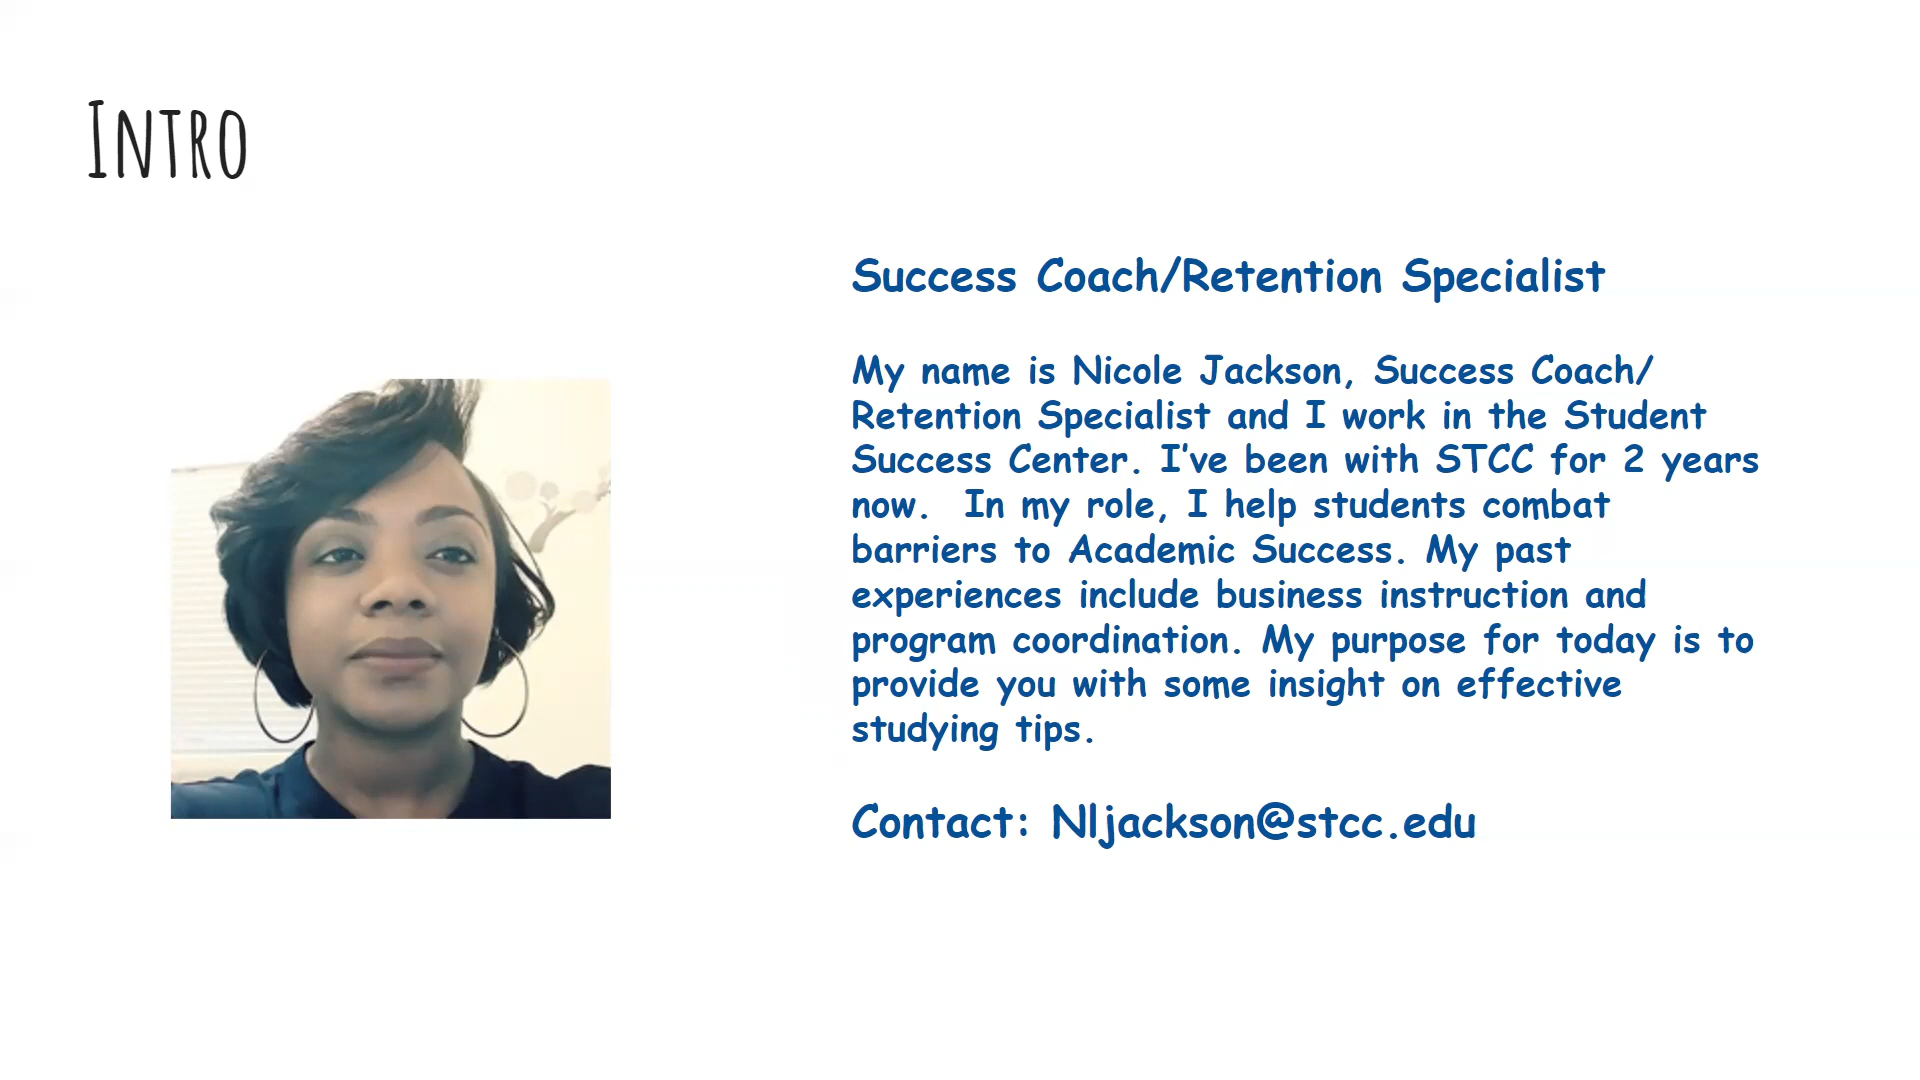 Intro
Success Coach/Retention Specialist
My name is Nicole Jackson, Success Coach/
Retention Specialist and I work in the Student
Success Center. I've been with STCC for 2 years
now.  In my role, I help students combat
barriers to Academic Success. My past
experiences include business instruction and
program coordination. My purpose for today is to
provide you with some insight on effective
studying tips.
Contact: Nljackson@stcc.edu